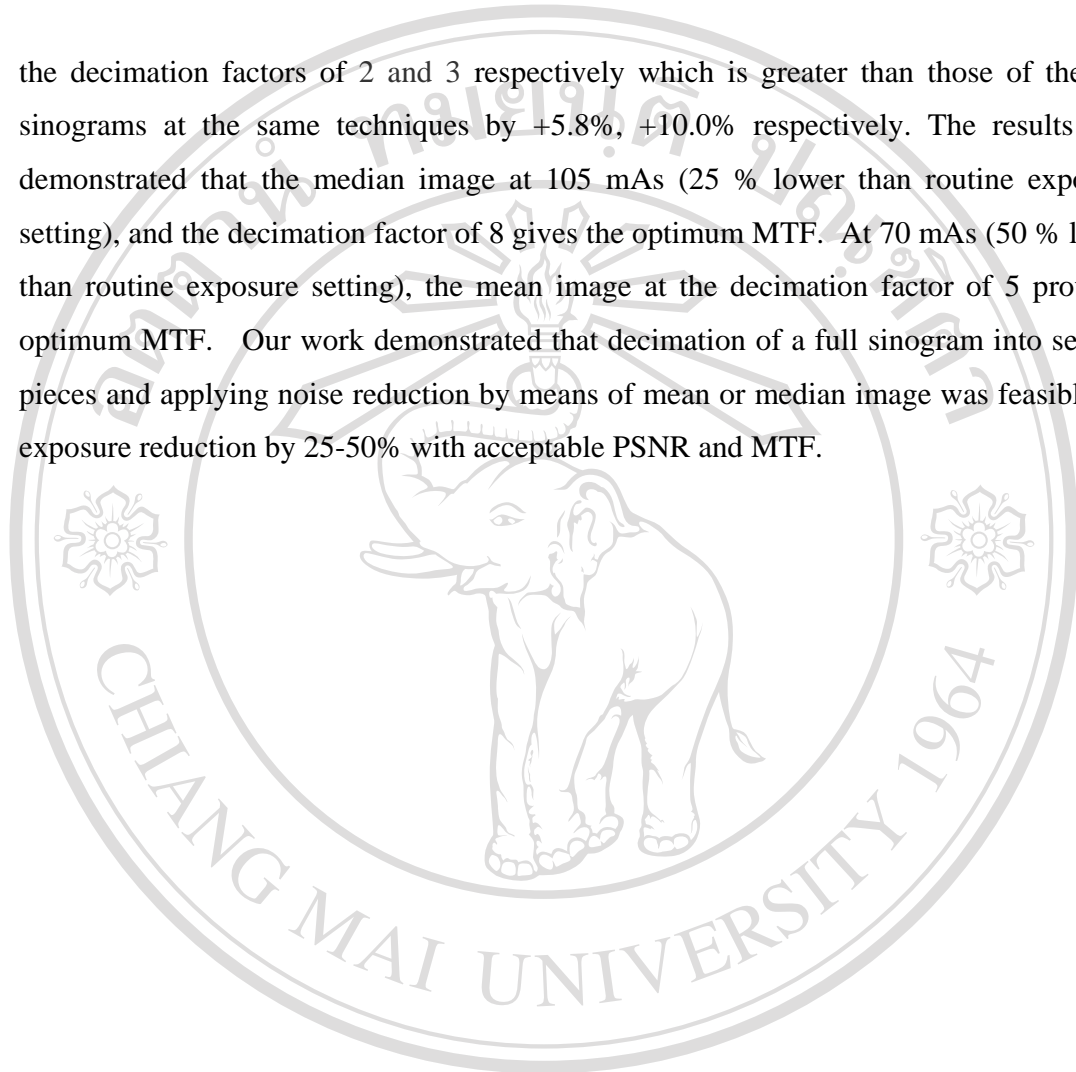 the decimation factors of 2 and 3 respectively which is greater than those of the
sinograms at the same techniques by +5.8%, +10.0% respectively. The results
demonstrated that the median image at 105 mAs (25 % lower than routine expo
setting), and the decimation factor of 8 gives the optimum MTF. At 70 mAs (50 % l
than routine exposure setting), the mean image at the decimation factor of 5 pro
optimum MTF. Our work demonstrated that decimation of a full sinogram into se
pieces and applying noise reduction by means of mean or median image was feasibl
exposure reduction by 25-50% with acceptable PSNR and MTF.
CHIANG MAI UNIVERSITY 1964